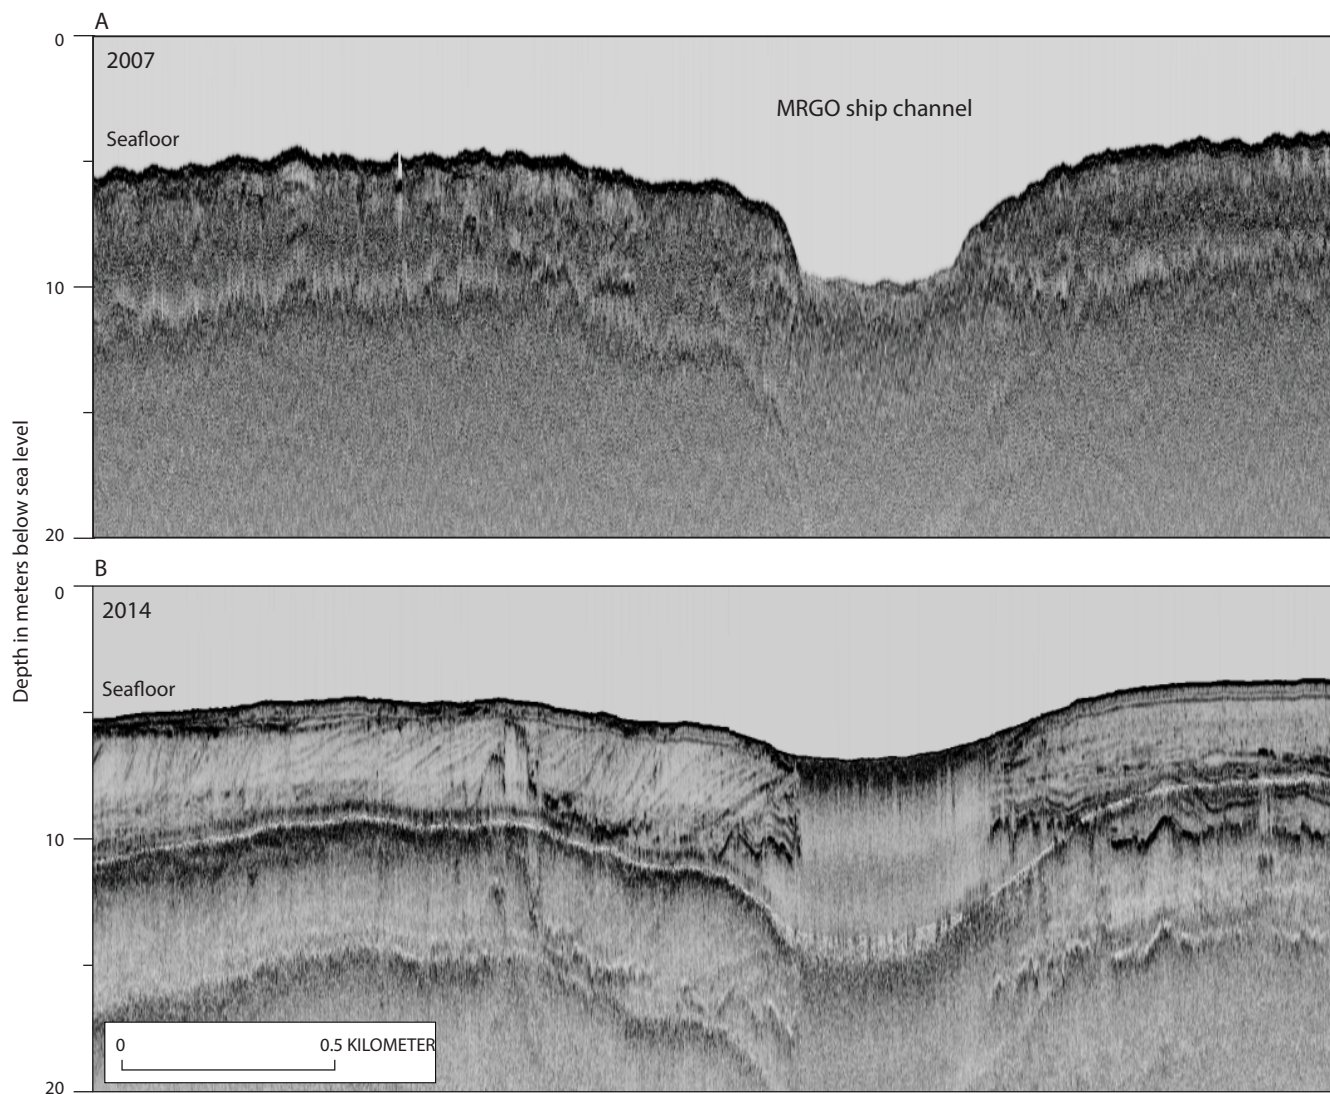 A
0
2007
MRGO ship channel
Seafloor
10
20
Depth in meters below sea level
B
0
2014
Seafloor
10
0 0.5 KILOMETER
20